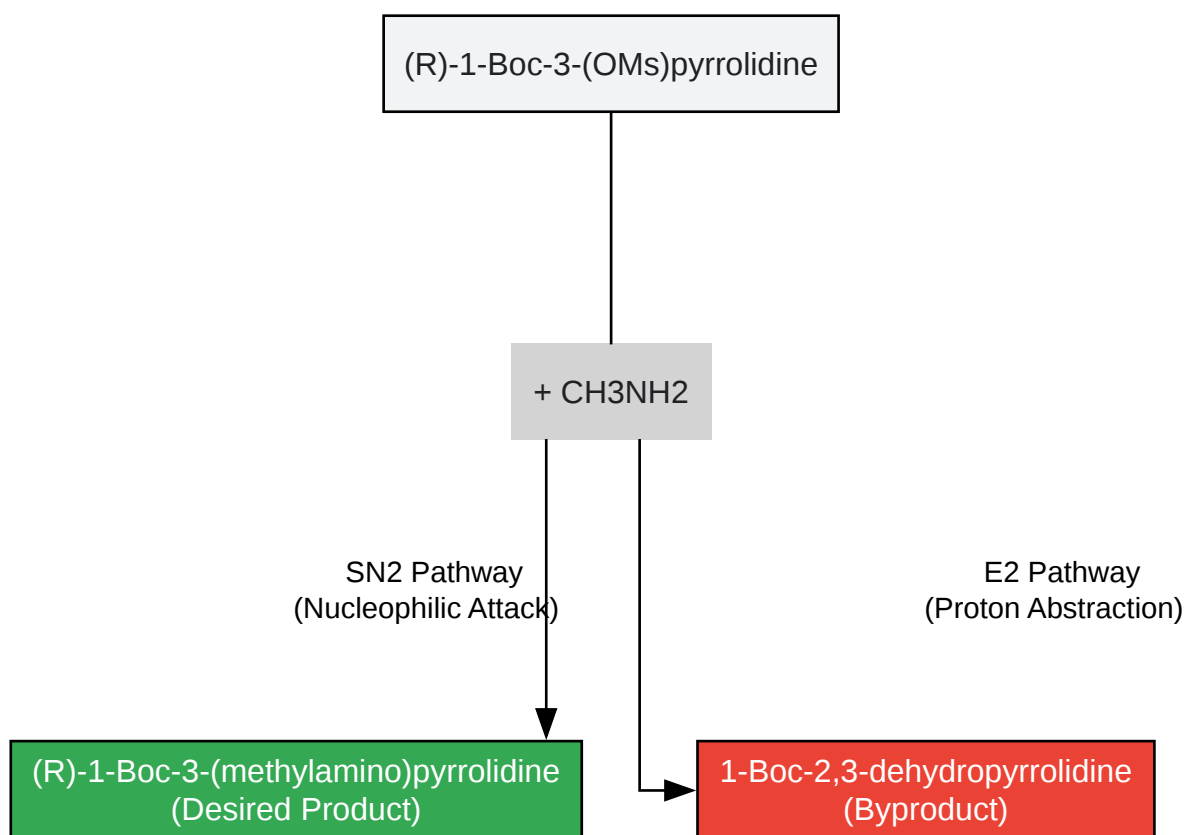 (R)-1-Boc-3-(OMs)pyrrolidine
+ CH3NH2
SN2 Pathway
(Nucleophilic Attack)
E2 Pathway
(Proton Abstraction)
(R)-1-Boc-3-(methylamino)pyrrolidine
(Desired Product)
1-Boc-2,3-dehydropyrrolidine
(Byproduct)